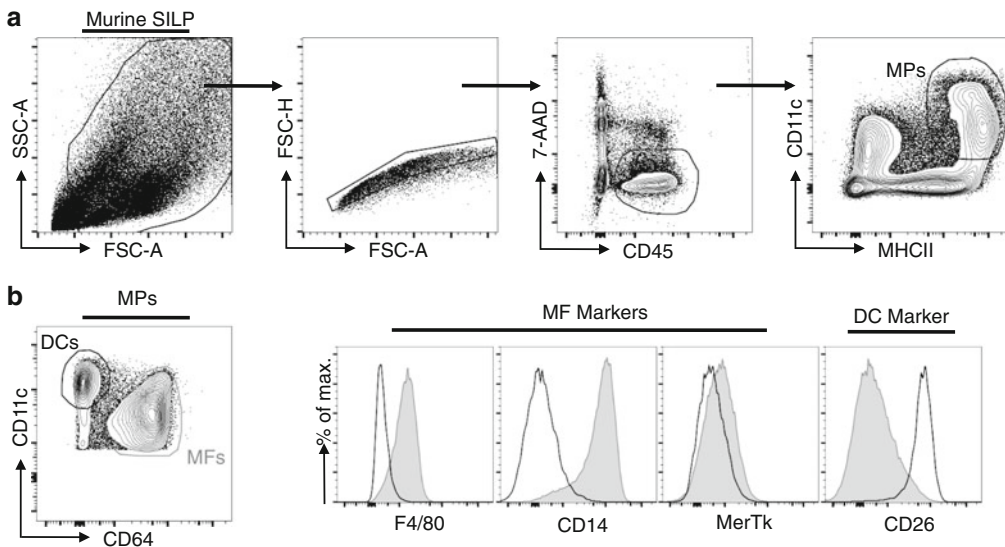 a
Murine SILP
SSC-A
FSC-A
FSC-H
FSC-A
7-AAD
CD45
MPs
CD11c
MHCII
b
MPs
DCs
CD11c
MFs
CD64
MF Markers
DC Marker
% of max.
F4/80
CD14
MerTk
CD26